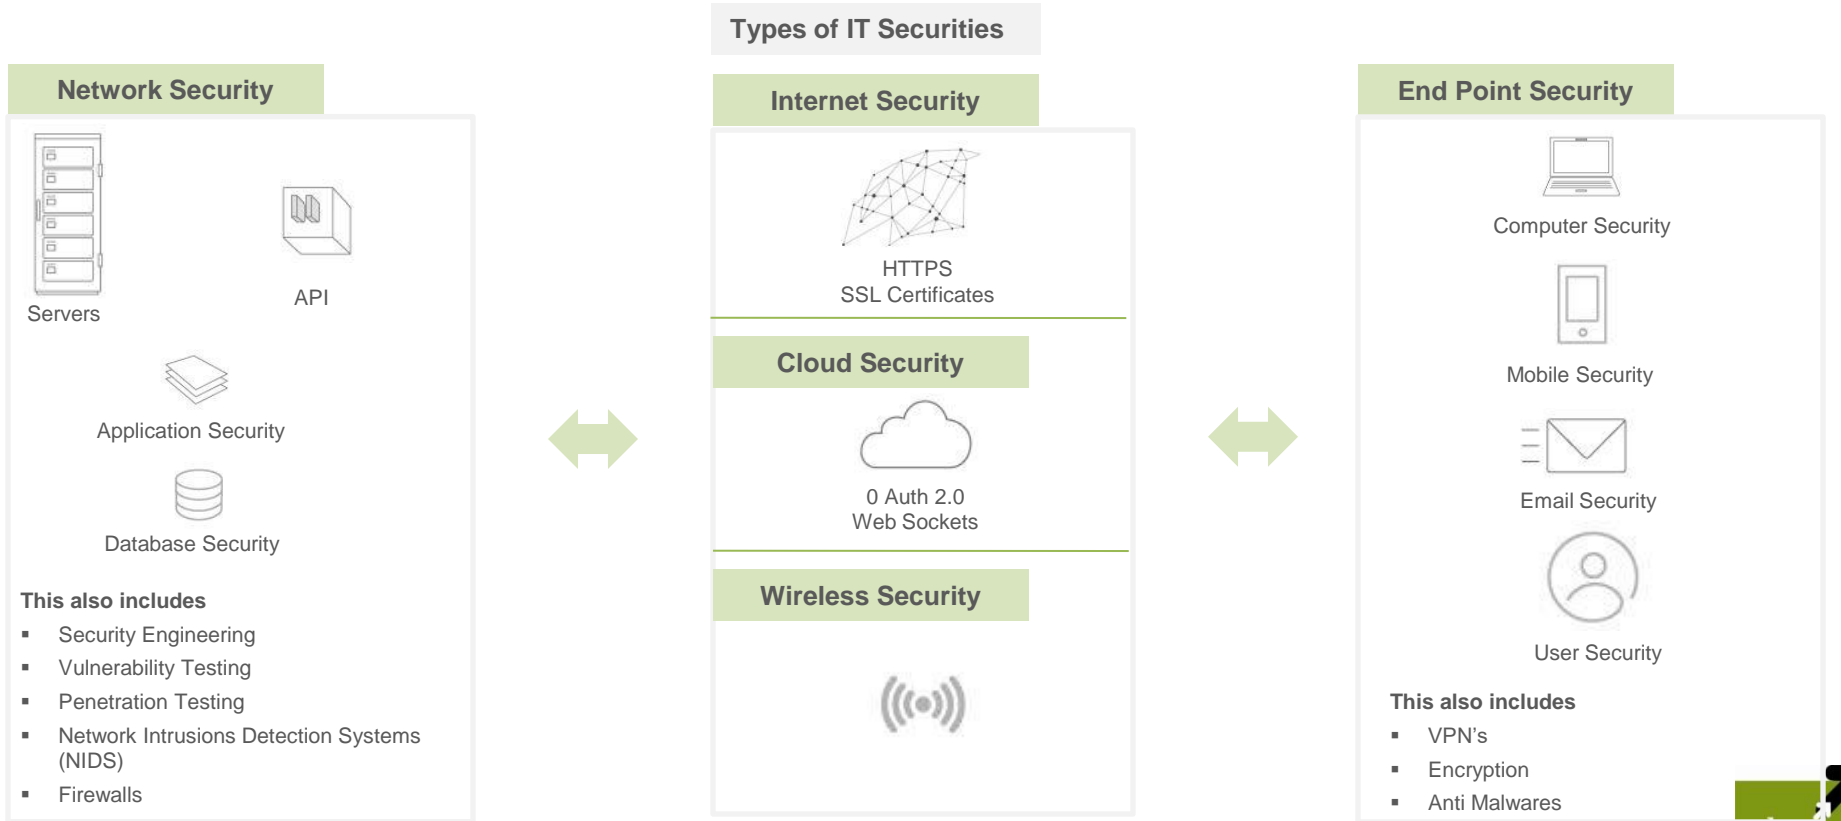 Types of IT Securities
Network Security
Servers
API
Application Security
Database Security
This also includes
▪ Security Engineering
▪ Vulnerability Testing
▪ Penetration Testing
▪ Network Intrusions Detection Systems
(NIDS)
▪ Firewalls
Internet Security
HTTPS
SSL Certificates
Cloud Security
0 Auth 2.0
Web Sockets
Wireless Security
End Point Security
Computer Security
Mobile Security
Email Security
User Security
This also includes
▪ VPN’s
▪ Encryption
▪ Anti Malwares